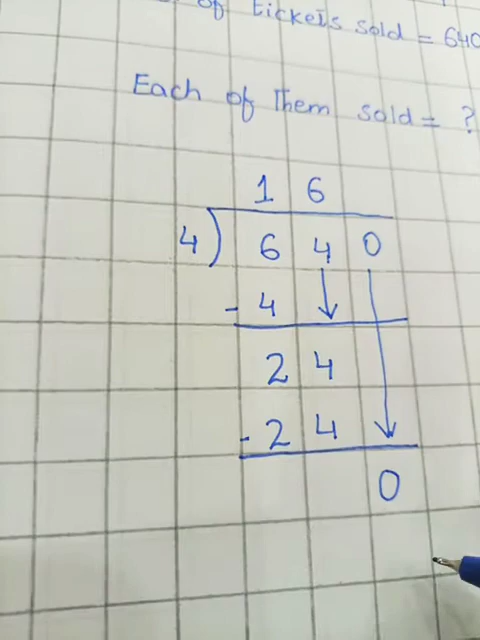 of tickets sold = 640
Each of Them sold = ?
1 6
4) 6 4 0
- 4
2 4
- 2 4
0